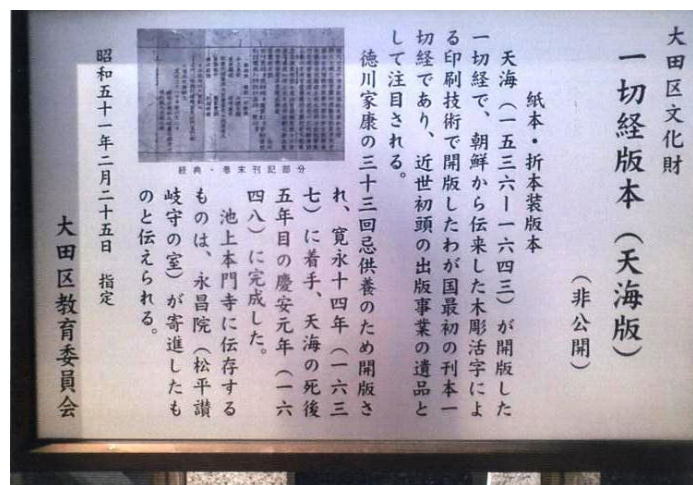 大田区文化財
一切経版本（天海版）
（非公開）
紙本・折本装版本
天海（一五三六ー一六四三）が開版した
一切経で、朝鮮から伝来した木彫活字によ
る印刷技術で開版したわが国最初の刊本一
切経であり、近世初頭の出版事業の遺品と
して注目される。
徳川家康の三十三回忌供養のため開版さ
れ、寛永十四年（一六三
七）に着手、天海の死後
五年目の慶安元年（一六
四八）に完成した。
池上本門寺に伝存する
ものは、永昌院（松平讃
岐守の室）が寄進したも
のと伝えられる。
経典・巻末刊記部分
昭和五十一年二月二十五日　指定
大田区教育委員会